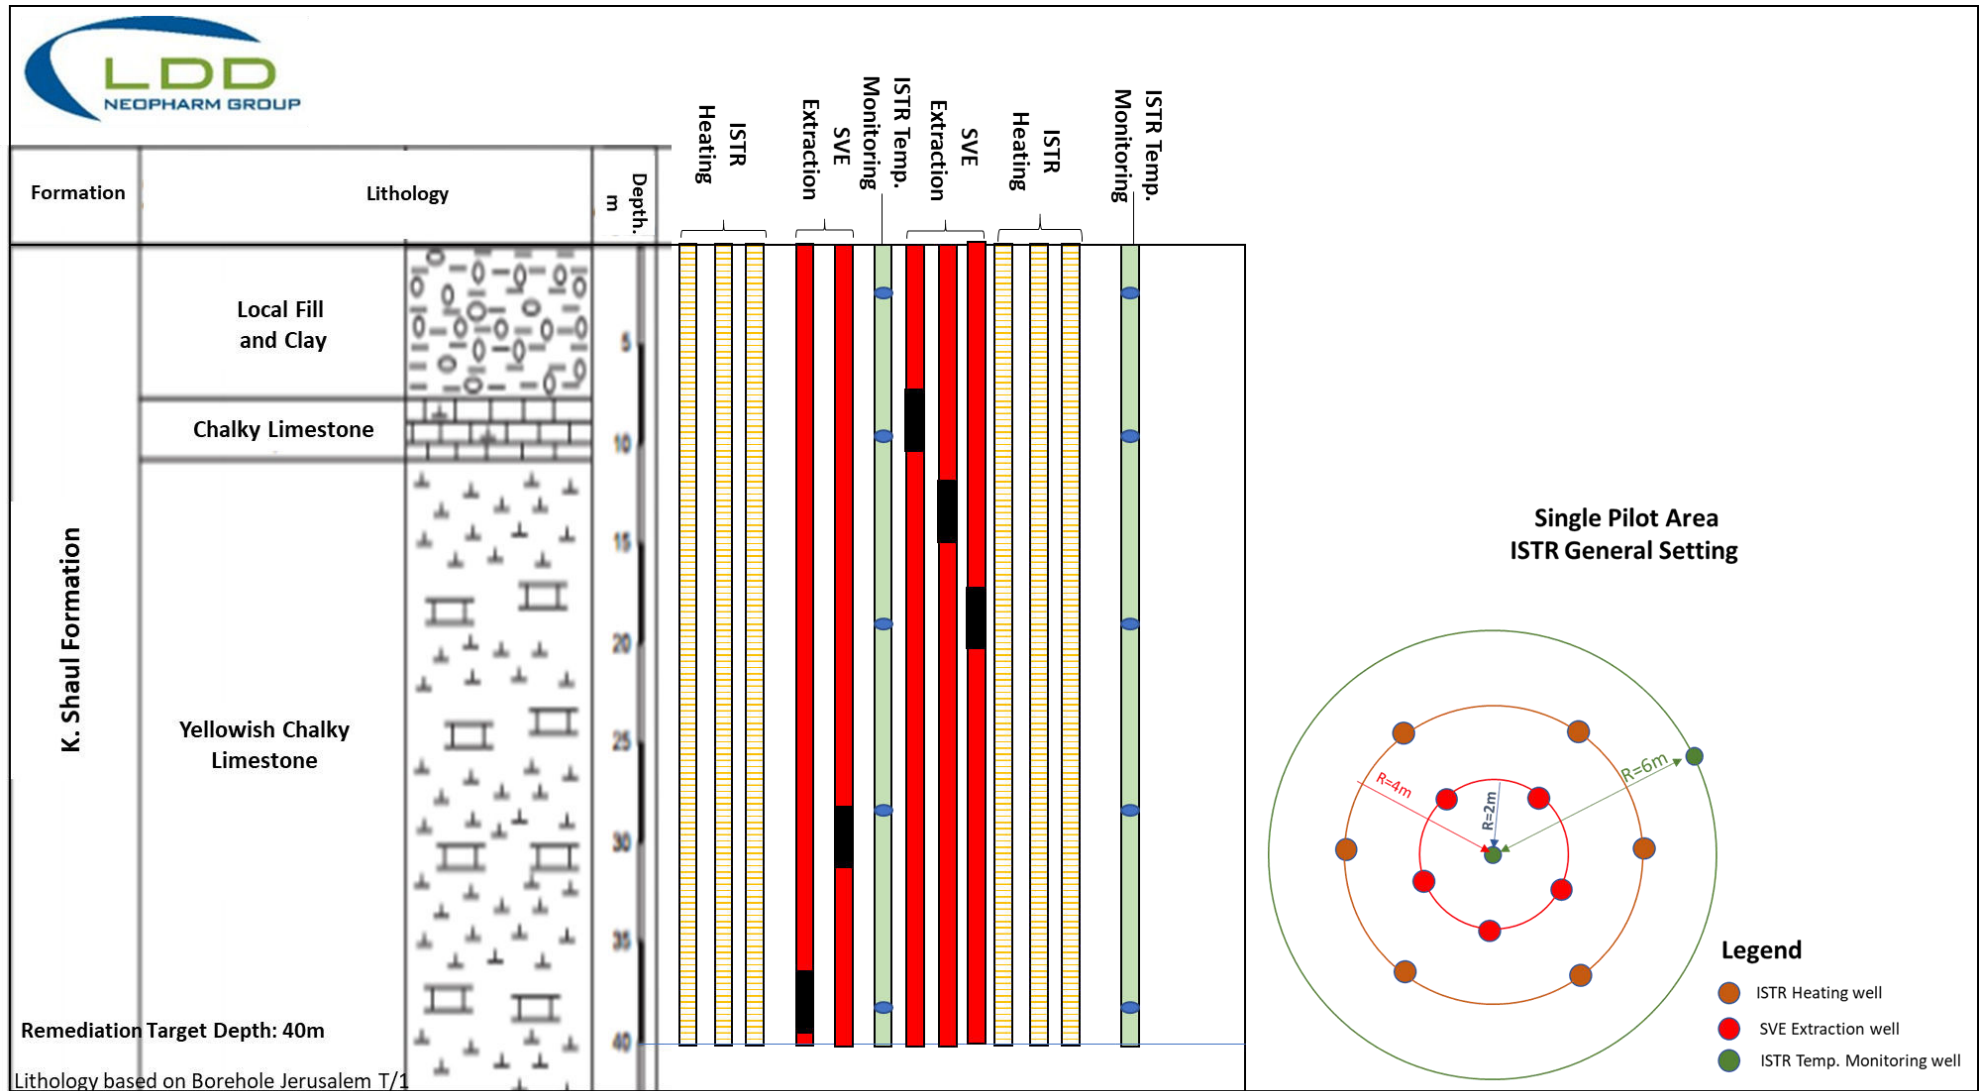 LDD
NEOPHARM GROUP
Formation
Lithology
Depth.
m
ISTR
Heating
SVE
Extraction
ISTR Temp.
Monitoring
SVE
Extraction
ISTR
Heating
ISTR Temp.
Monitoring
Local Fill
and Clay
Chalky Limestone
K. Shaul Formation
Yellowish Chalky
Limestone
5
10
15
20
25
30
35
40
Remediation Target Depth: 40m
Lithology based on Borehole Jerusalem T/1
Single Pilot Area
ISTR General Setting
R=4m
R=2m
R=6m
Legend
ISTR Heating well
SVE Extraction well
ISTR Temp. Monitoring well